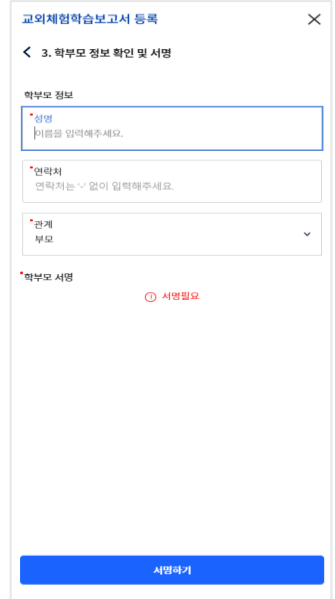 교외체험학습보고서 등록
3. 학부모 정보 확인 및 서명
학부모 정보
*성명
이름을 입력해주세요.
*연락처
연락처는 '-' 없이 입력해주세요.
*관계
부모
*학부모 서명
서명필요
서명하기